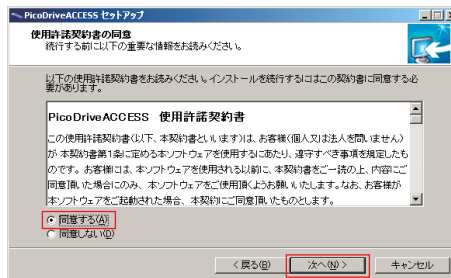 PicoDriveACCESS セットアップ
使用許諾契約書の同意
続行する前に以下の重要な情報をお読みください。
以下の使用許諾契約書をお読みください。インストールを続行するにはこの契約書に同意する必
要があります。
PicoDriveACCESS 使用許諾契約書
この使用許諾契約書(以下、本契約書といいます)は、お客様(個人又は法人を問いません)
が 本契約書第1条に定める本ソフトウェアを使用するにあたり、遵守すべき事項を規定したも
のです。お客様には、本ソフトウェアを使用される以前に、本契約書をご一読の上、内容にご
同意頂いた場合にのみ、本ソフトウェアをご使用頂くようお願いいたします。なお、お客様が
本ソフトウェアをご起動された場合、本契約にご同意頂いたものとします。
同意する(A)
同意しない(D)
< 戻る(B)
次へ(N) >
キャンセル